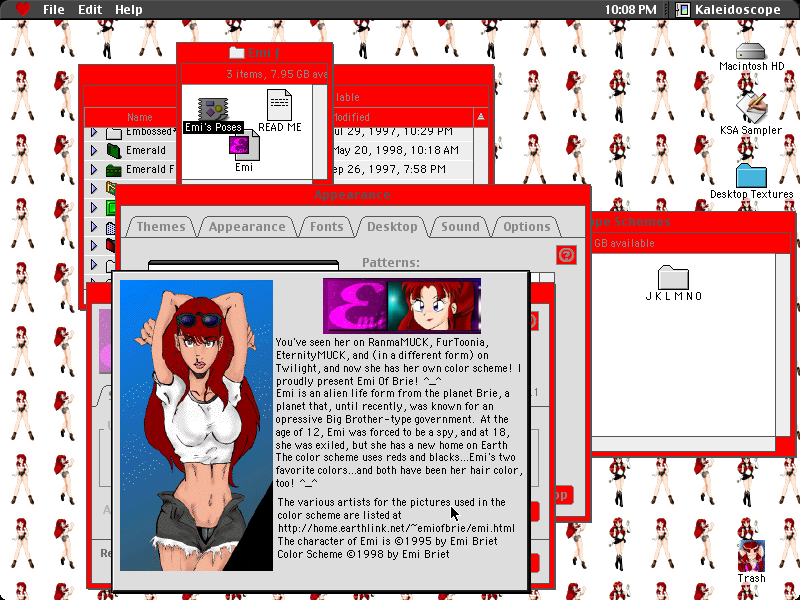 File Edit Help
10:08 PM
Kaleidoscope
Emi f
3 items, 7.95 GB ava
Emi's Poses
READ ME
Emi
lable
Name
Modified
Embossed
Jul 29, 1997, 10:29 PM
Emerald
May 20, 1998, 10:18 AM
Emerald F
Sep 26, 1997, 7:58 PM
Macintosh HD
KSA Sampler
Desktop Textures
Appearance
Themes Appearance Fonts Desktop Sound Options
Patterns:
pe Schemes
GB available
J K L M N O
Emi
You've seen her on RanmaMUCK, FurToonia,
EternityMUCK, and (in a different form) on
Twilight, and now she has her own color scheme! I
proudly present Emi Of Brie! ^_^
Emi is an alien life form from the planet Brie, a
planet that, until recently, was known for an
opressive Big Brother-type government. At the
age of 12, Emi was forced to be a spy, and at 18,
she was exiled, but she has a new home on Earth
The color scheme uses reds and blacks...Emi's two
favorite colors...and both have been her hair color,
too! ^_^
The various artists for the pictures used in the
color scheme are listed at
http://home.earthlink.net/~emiofbrie/emi.html
The character of Emi is ©1995 by Emi Briet
Color Scheme ©1998 by Emi Briet
op
Re
Trash